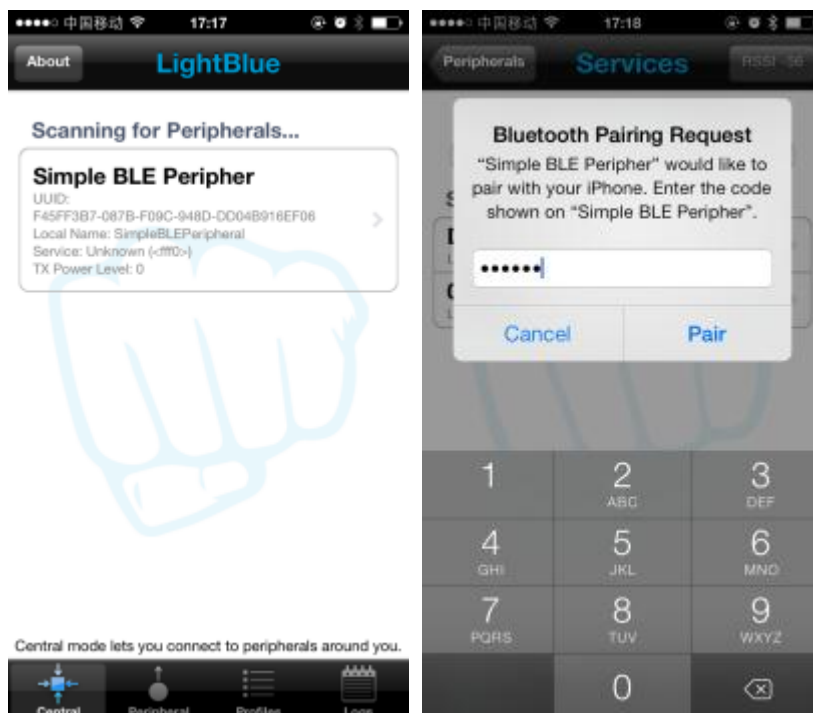 中国移动 17:17
About LightBlue
Scanning for Peripherals...
Simple BLE Peripher
UUID:
F45FF3B7-087B-F09C-948D-DD04B916EF06
Local Name: SimpleBLEPeripheral
Service: Unknown (<fff0>)
TX Power Level: 0
Central mode lets you connect to peripherals around you.
Central Peripheral Profiles Logs
中国移动 17:18
Peripherals Services RSSI -56
Bluetooth Pairing Request
"Simple BLE Peripher" would like to
pair with your iPhone. Enter the code
shown on "Simple BLE Peripher".
••••••
Cancel Pair
1 2 3
ABC DEF
4 5 6
GHI JKL MNO
7 8 9
PQRS TUV WXYZ
0